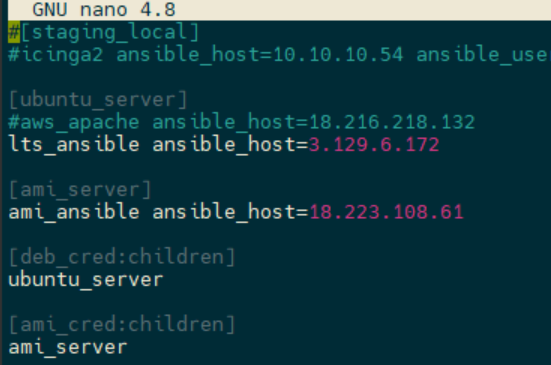 GNU nano 4.8
#[staging_local]
#icinga2 ansible_host=10.10.10.54 ansible_use
[ubuntu_server]
#aws_apache ansible_host=18.216.218.132
lts_ansible ansible_host=3.129.6.172
[ami_server]
ami_ansible ansible_host=18.223.108.61
[deb_cred:children]
ubuntu_server
[ami_cred:children]
ami_server